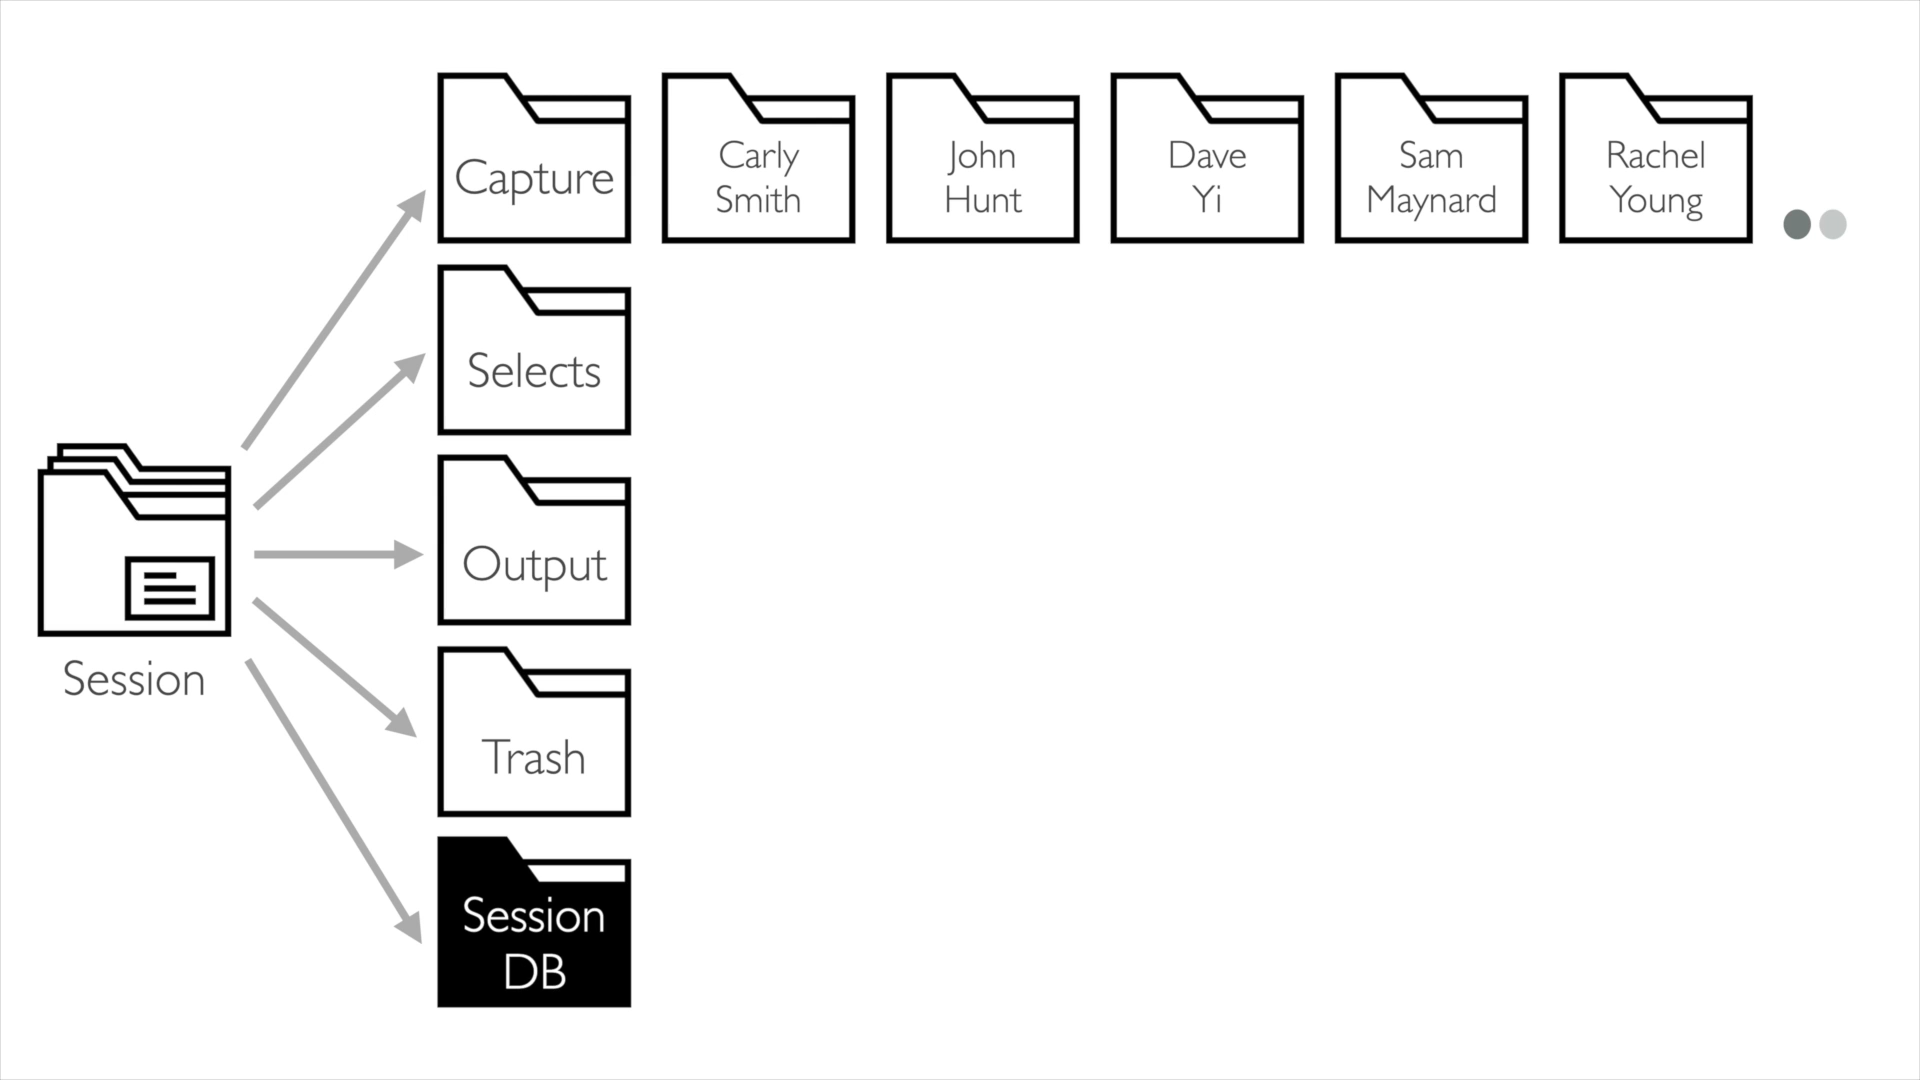 Capture
Carly
Smith
John
Hunt
Dave
Yi
Sam
Maynard
Rachel
Young
Selects
Output
Session
Trash
Session
DB